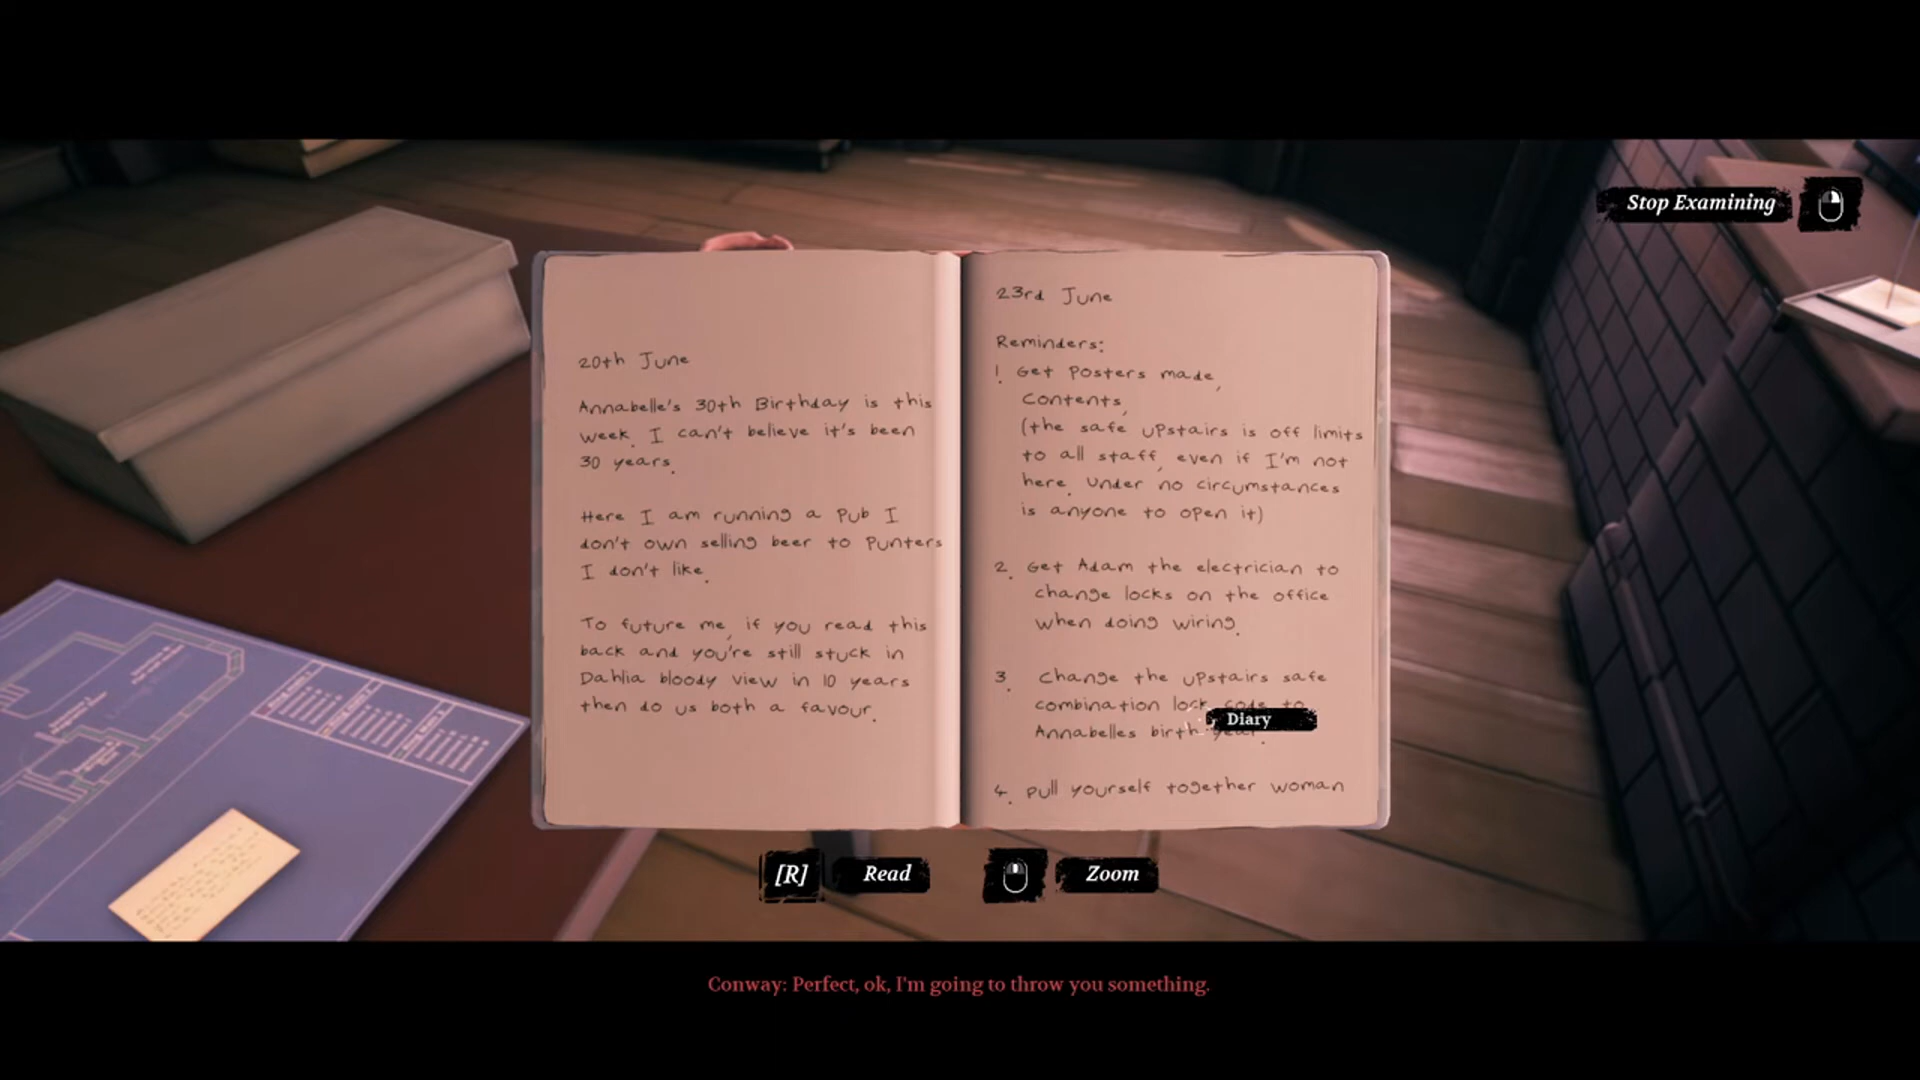 Stop Examining
20th June
Annabelle's 30th Birthday is this
week. I can't believe it's been
30 years.
Here I am running a Pub I
don't own selling beer to Punters
I don't like.
To future me, if you read this
back and you're still stuck in
Dahlia bloody view in 10 years
then do us both a favour.
23rd June
Reminders:
1. Get Posters made,
Contents,
(the safe upstairs is off limits
to all staff, even if I'm not
here. Under no circumstances
is anyone to open it)
2. Get Adam the electrician to
change locks on the office
when doing wiring.
3. Change the upstairs safe
combination lock code to
Annabelles birth year.
Diary
4. Pull yourself together woman
[R] Read
Zoom
Conway: Perfect, ok, I'm going to throw you something.